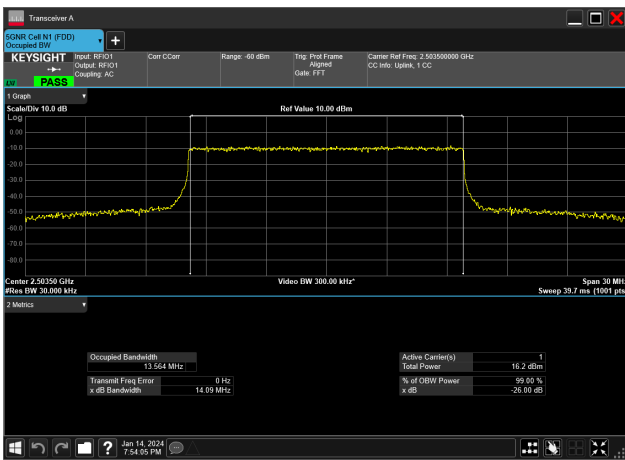 Transceiver A
5GNR Cell N1 (FDD)
Occupied BW
KEYSIGHT
Input: RFIO1
Output: RFIO1
Coupling: AC
Corr CCorr
Range: -60 dBm
Trig: Prot Frame
Aligned
Gate: FFT
Carrier Ref Freq: 2.503500000 GHz
CC Info: Uplink, 1 CC
PASS
1 Graph
Scale/Div 10.0 dB
Ref Value 10.00 dBm
Log
0.00
-10.0
-20.0
-30.0
-40.0
-50.0
-60.0
-70.0
-80.0
Center 2.50350 GHz
Video BW 300.00 kHz*
Span 30 MHz
#Res BW 30.000 kHz
Sweep 39.7 ms (1001 pts
2 Metrics
Occupied Bandwidth
13.564 MHz
Active Carrier(s) 1
Total Power 16.2 dBm
Transmit Freq Error 0 Hz
x dB Bandwidth 14.09 MHz
% of OBW Power 99.00 %
x dB -26.00 dB
Jan 14, 2024
7:54:05 PM